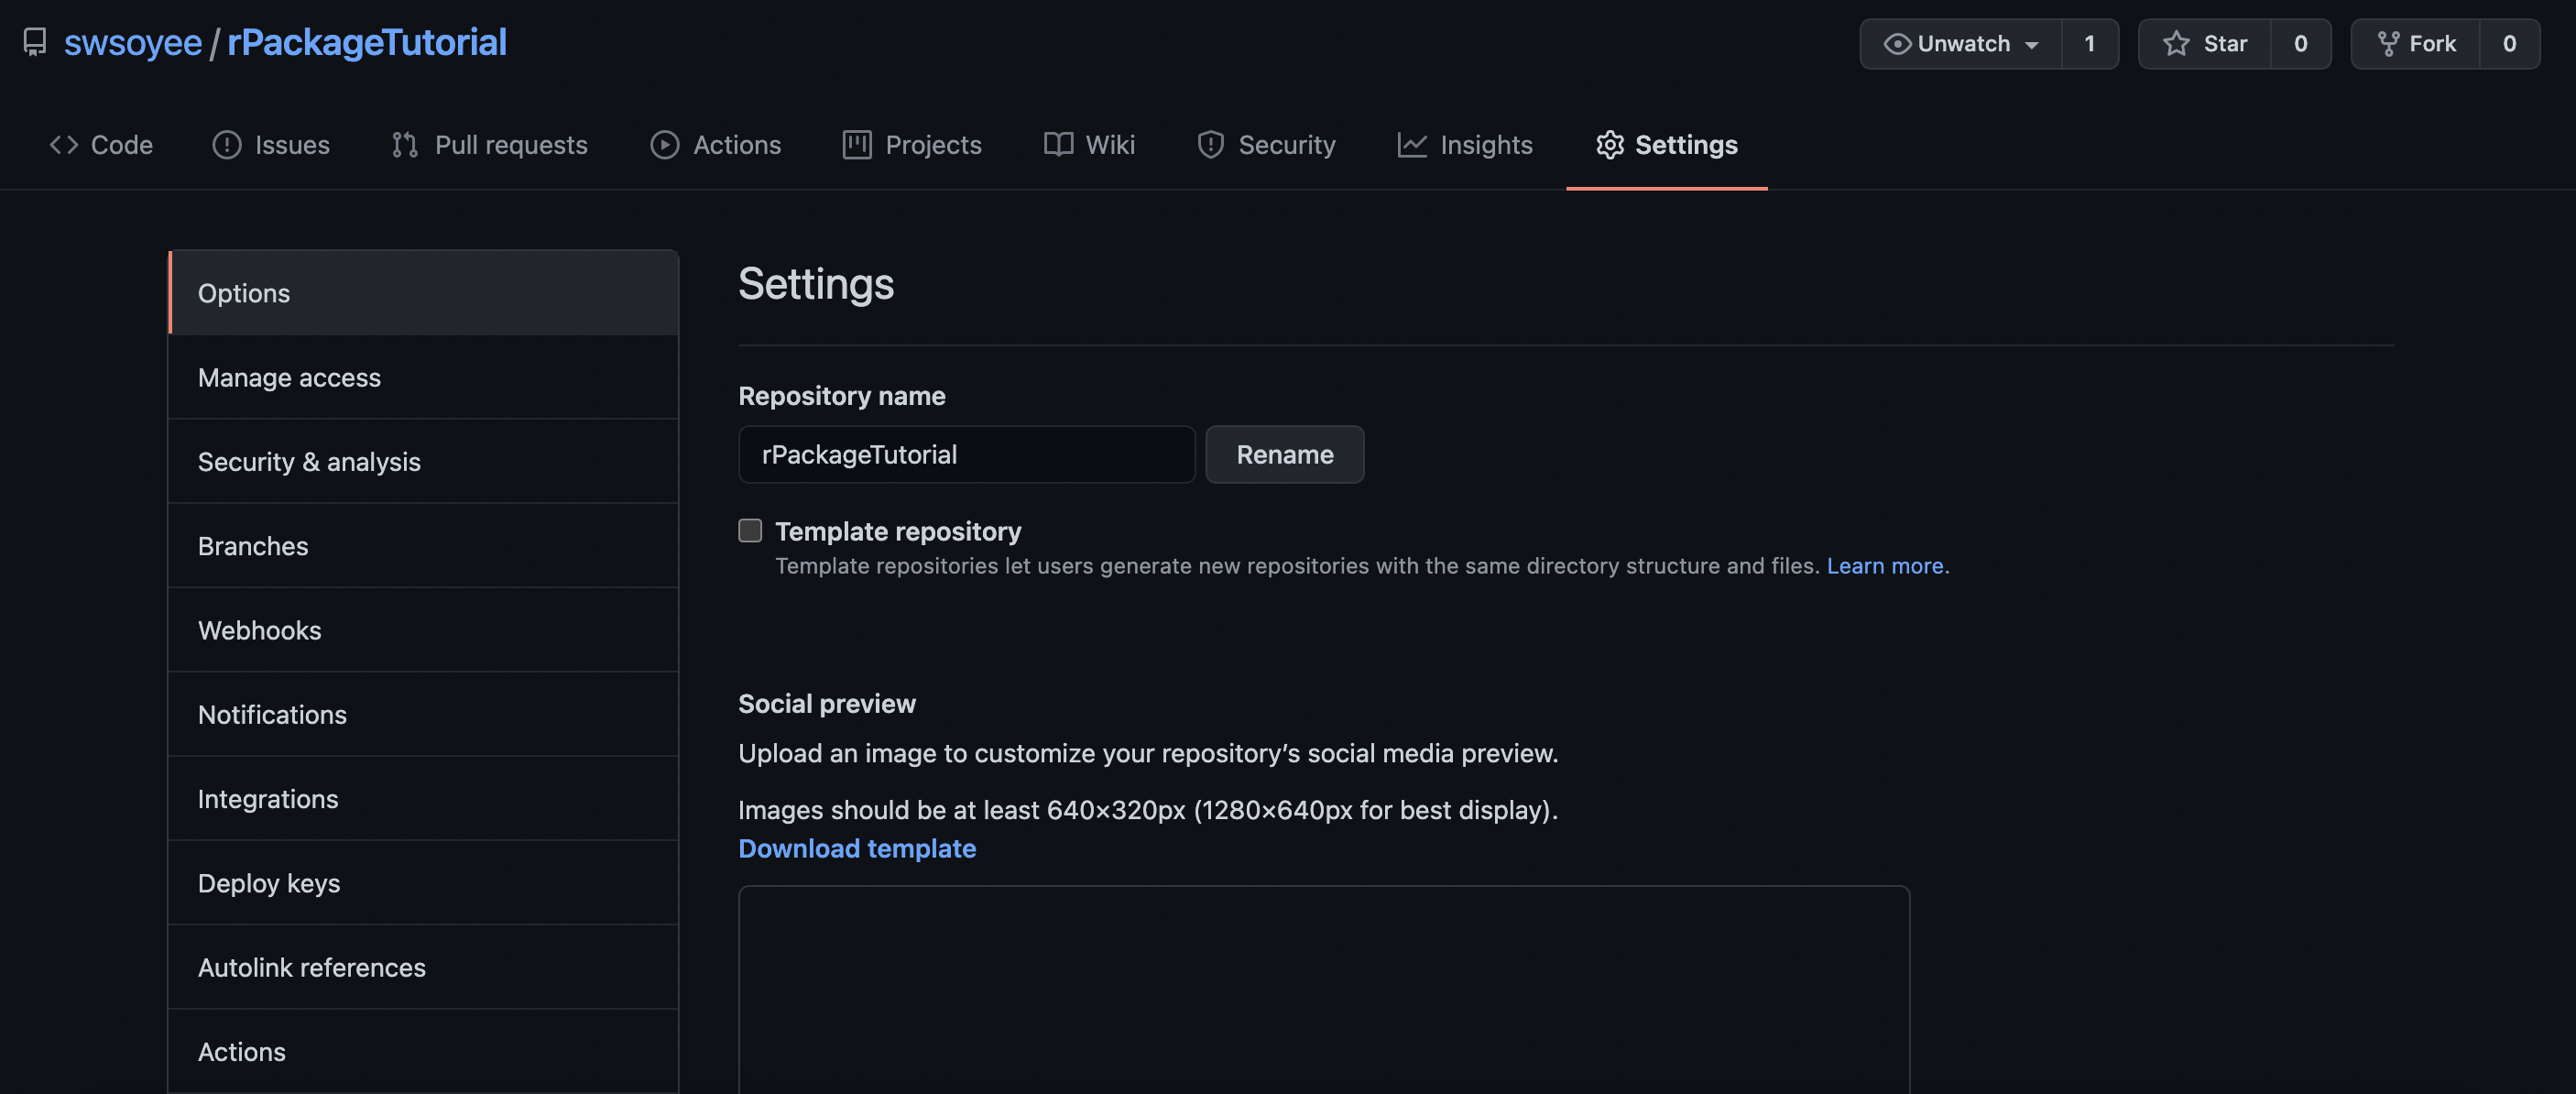 swsoyee / rPackageTutorial
Unwatch 1 Star 0 Fork 0
Code Issues Pull requests Actions Projects Wiki Security Insights Settings
Options
Manage access
Security & analysis
Branches
Webhooks
Notifications
Integrations
Deploy keys
Autolink references
Actions
Settings
Repository name
rPackageTutorial Rename
Template repository
Template repositories let users generate new repositories with the same directory structure and files. Learn more.
Social preview
Upload an image to customize your repository’s social media preview.
Images should be at least 640×320px (1280×640px for best display).
Download template